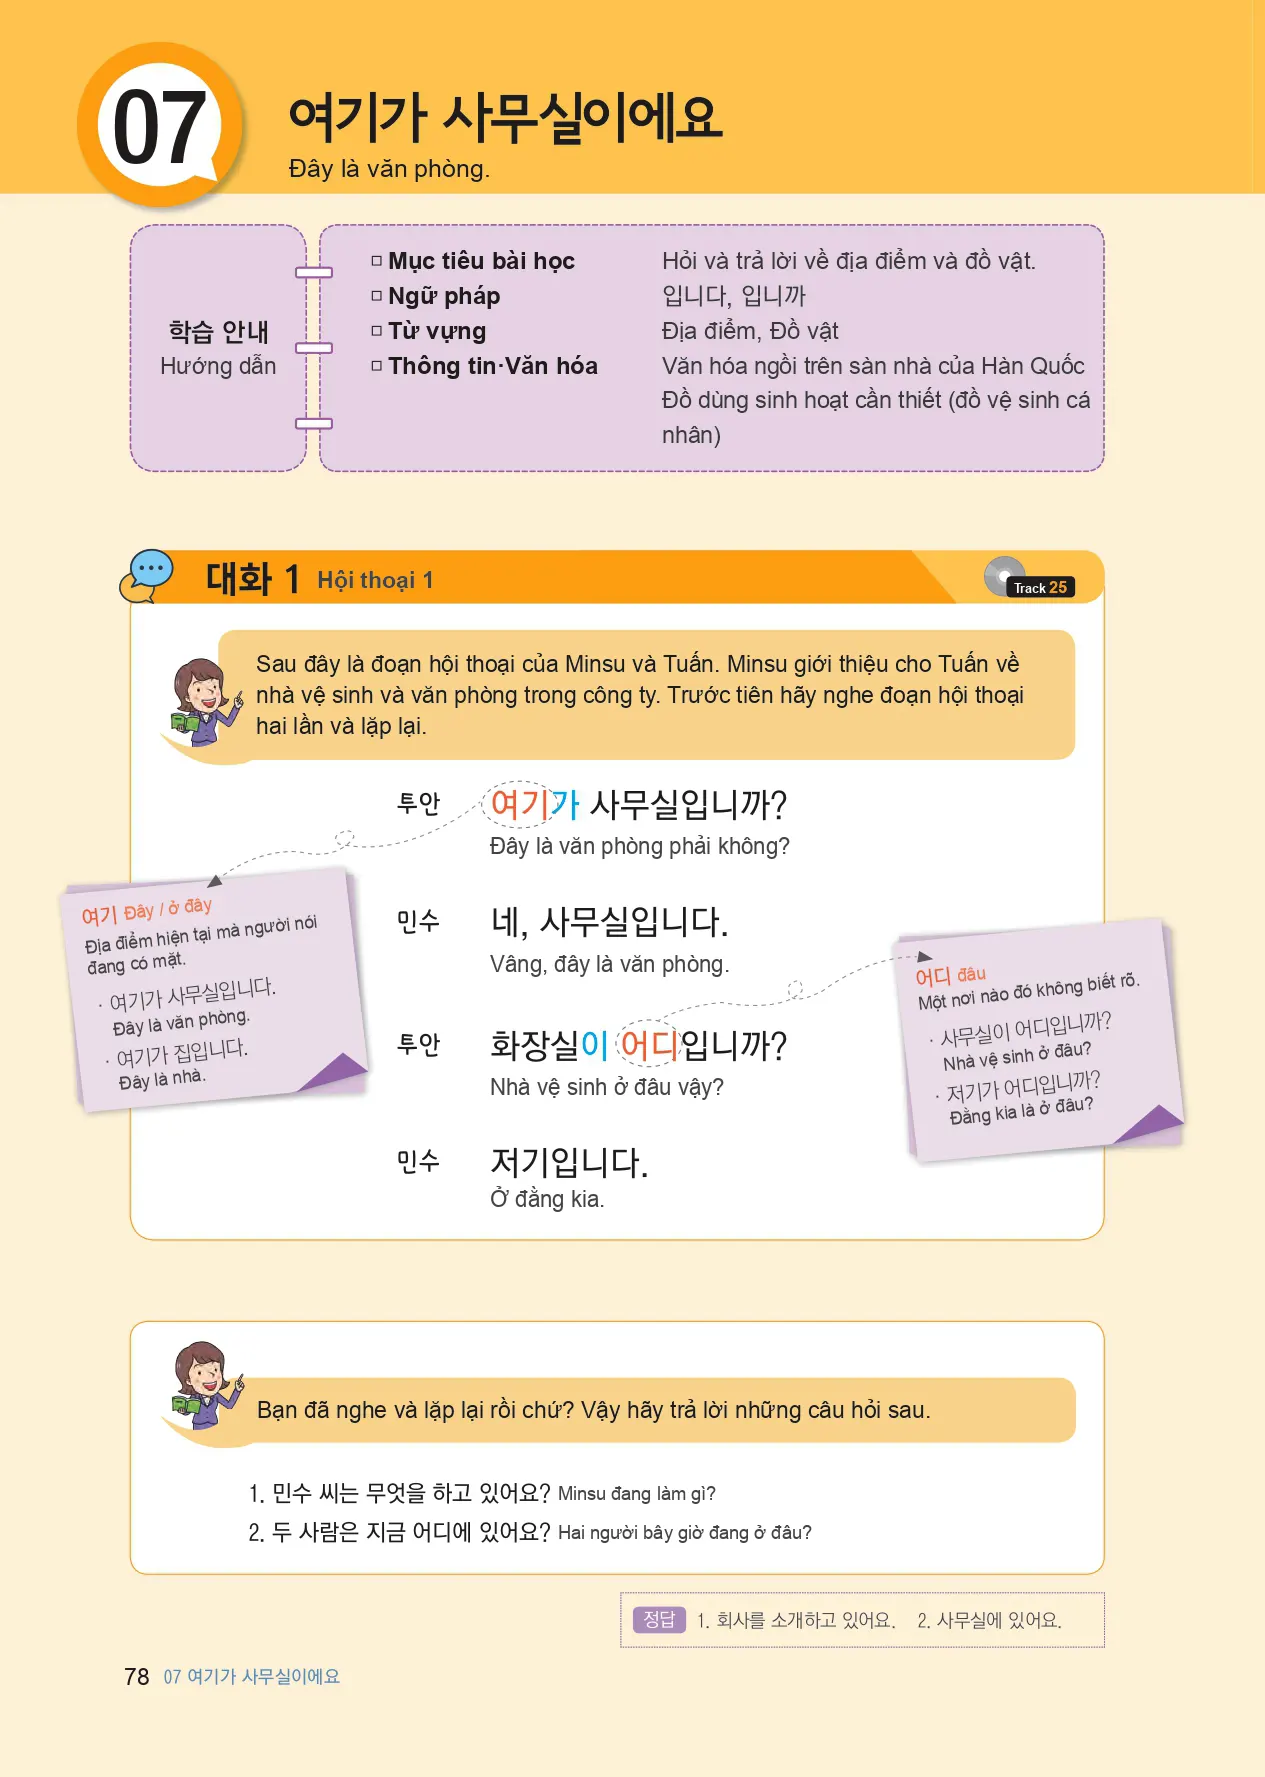 07
여기가 사무실이에요
Đây là văn phòng.
학습 안내
Hướng dẫn
□ Mục tiêu bài học Hỏi và trả lời về địa điểm và đồ vật.
□ Ngữ pháp 입니다, 입니까
□ Từ vựng Địa điểm, Đồ vật
□ Thông tin·Văn hóa Văn hóa ngồi trên sàn nhà của Hàn Quốc
Đồ dùng sinh hoạt cần thiết (đồ vệ sinh cá
nhân)
대화 1 Hội thoại 1
Track 25
Sau đây là đoạn hội thoại của Minsu và Tuấn. Minsu giới thiệu cho Tuấn về
nhà vệ sinh và văn phòng trong công ty. Trước tiên hãy nghe đoạn hội thoại
hai lần và lặp lại.
투안 여기가 사무실입니까?
Đây là văn phòng phải không?
민수 네, 사무실입니다.
Vâng, đây là văn phòng.
투안 화장실이 어디입니까?
Nhà vệ sinh ở đâu vậy?
민수 저기입니다.
Ở đằng kia.
여기 Đây / ở đây
Địa điểm hiện tại mà người nói
đang có mặt.
· 여기가 사무실입니다.
Đây là văn phòng.
· 여기가 집입니다.
Đây là nhà.
어디 đâu
Một nơi nào đó không biết rõ.
· 사무실이 어디입니까?
Nhà vệ sinh ở đâu?
· 저기가 어디입니까?
Đằng kia là ở đâu?
Bạn đã nghe và lặp lại rồi chứ? Vậy hãy trả lời những câu hỏi sau.
1. 민수 씨는 무엇을 하고 있어요? Minsu đang làm gì?
2. 두 사람은 지금 어디에 있어요? Hai người bây giờ đang ở đâu?
정답 1. 회사를 소개하고 있어요. 2. 사무실에 있어요.
78 07 여기가 사무실이에요